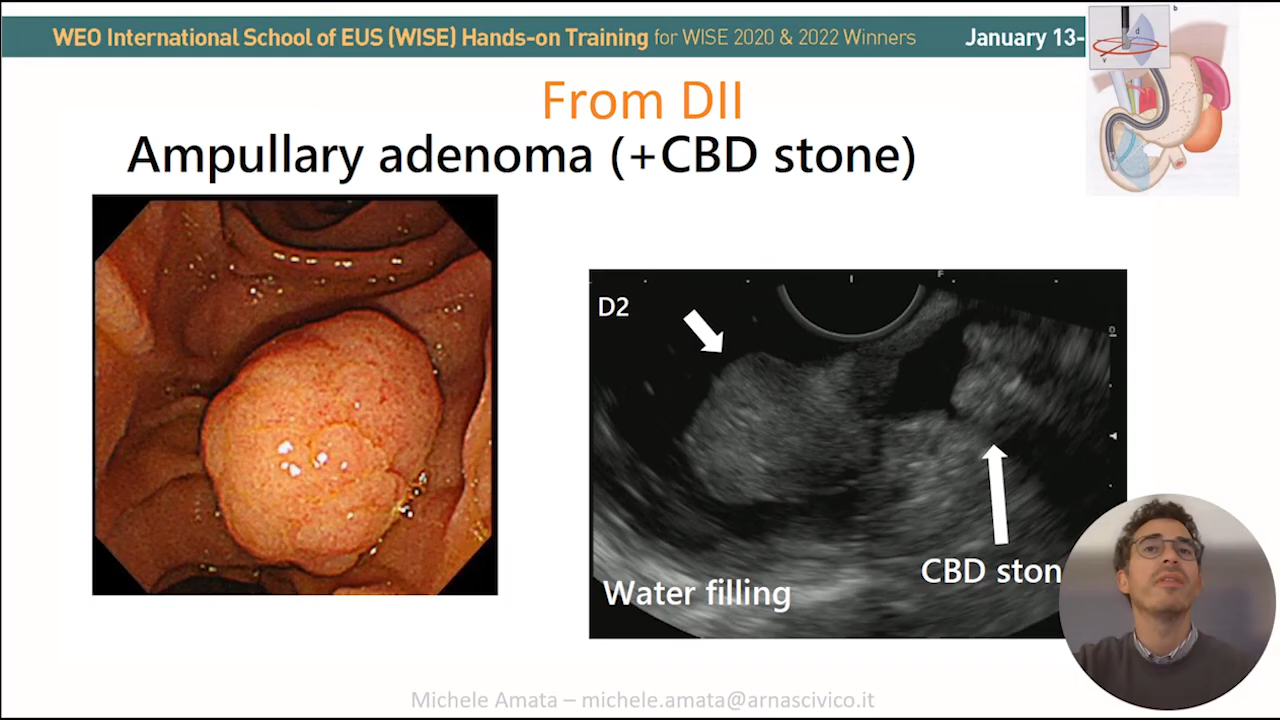 WEO International School of EUS (WISE) Hands-on Training for WISE 2020 & 2022 Winners January 13-
From DII
Ampullary adenoma (+CBD stone)
D2
CBD ston
Water filling
Michele Amata – michele.amata@arnascivico.it